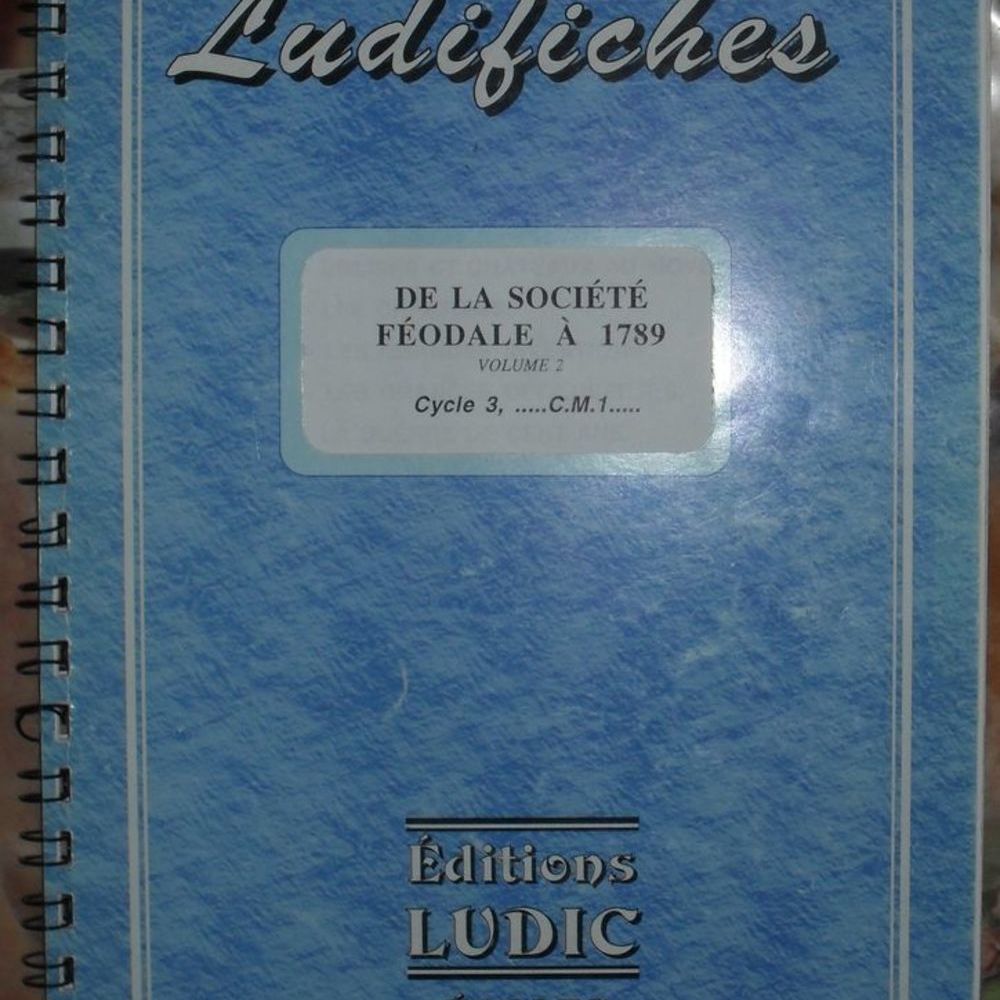 Ludifiches
DE LA SOCIÉTÉ
FÉODALE À 1789
VOLUME 2
Cycle 3, .....C.M.1.....
Éditions
LUDIC